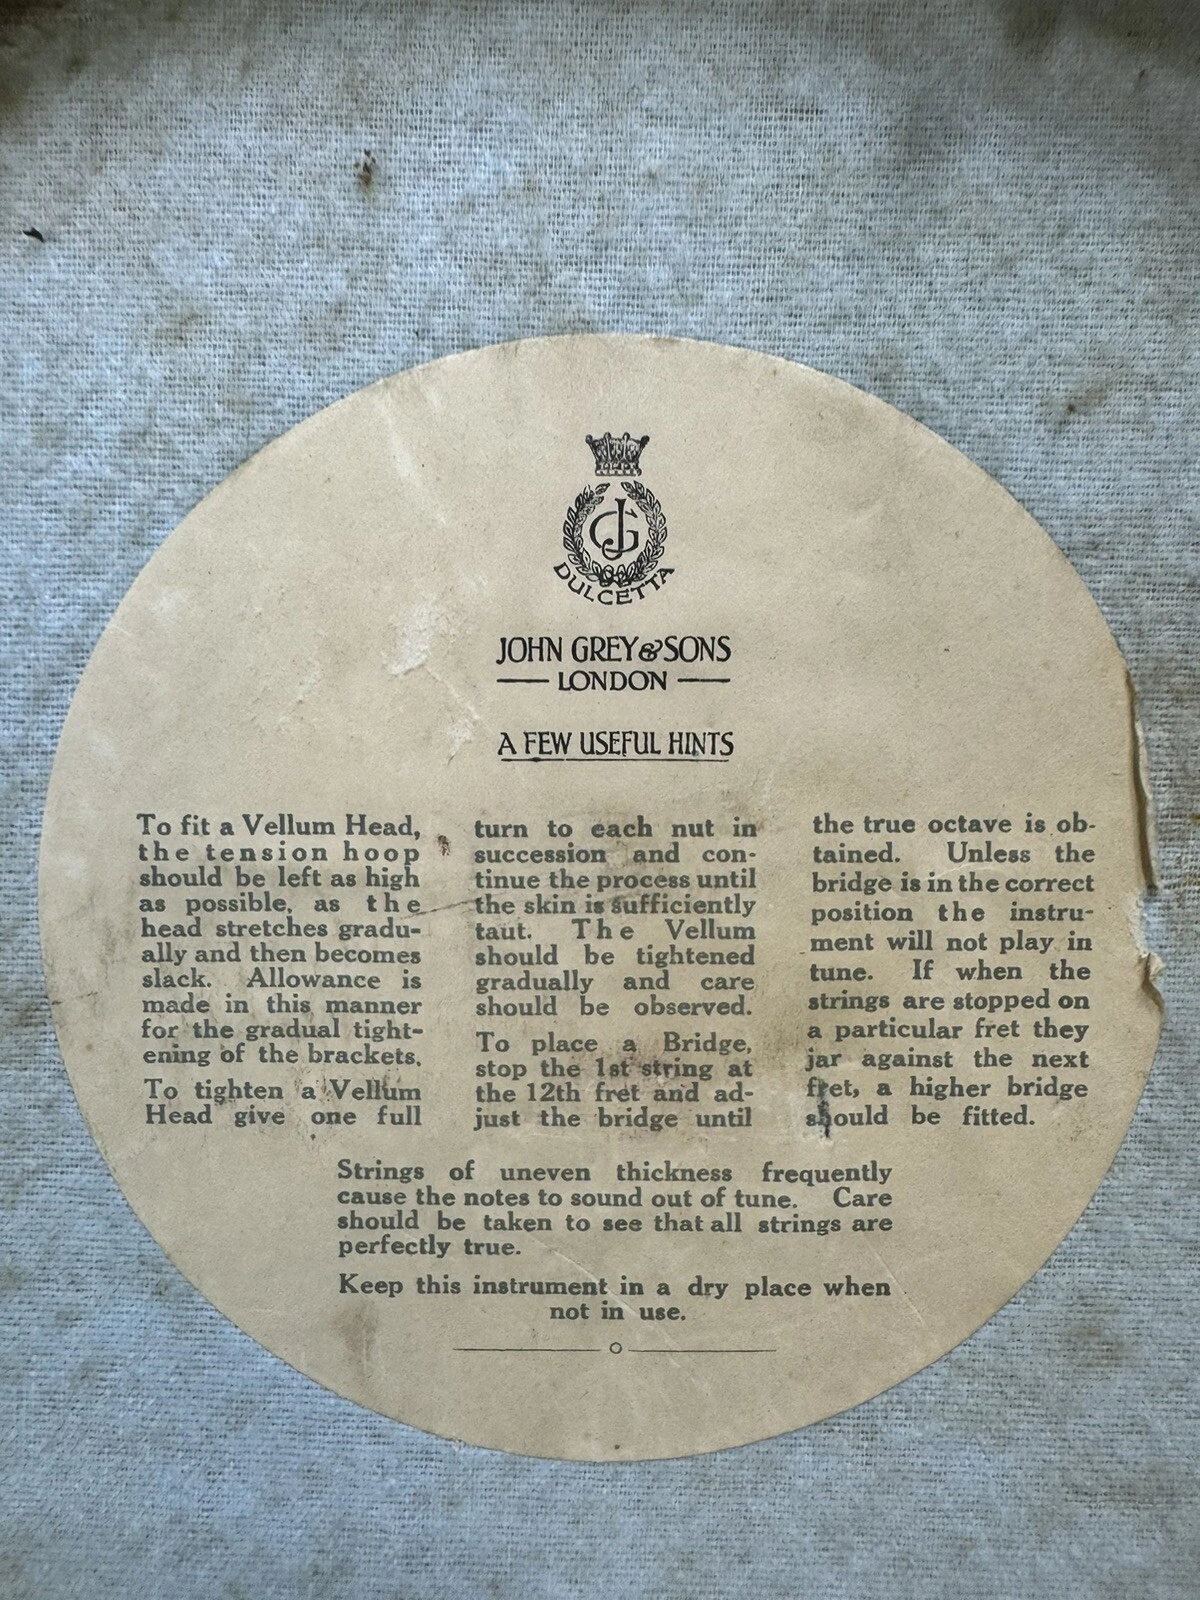 JG
DULCETTA
JOHN GREY & SONS
LONDON
A FEW USEFUL HINTS
To fit a Vellum Head,
the tension hoop
should be left as high
as possible, as the
head stretches gradu-
ally and then becomes
slack. Allowance is
made in this manner
for the gradual tight-
ening of the brackets.
To tighten a Vellum
Head give one full
turn to each nut in
succession and con-
tinue the process until
the skin is sufficiently
taut. The Vellum
should be tightened
gradually and care
should be observed.
To place a Bridge,
stop the 1st string at
the 12th fret and ad-
just the bridge until
the true octave is ob-
tained. Unless the
bridge is in the correct
position the instru-
ment will not play in
tune. If when the
strings are stopped on
a particular fret they
jar against the next
fret, a higher bridge
should be fitted.
Strings of uneven thickness frequently
cause the notes to sound out of tune. Care
should be taken to see that all strings are
perfectly true.
Keep this instrument in a dry place when
not in use.